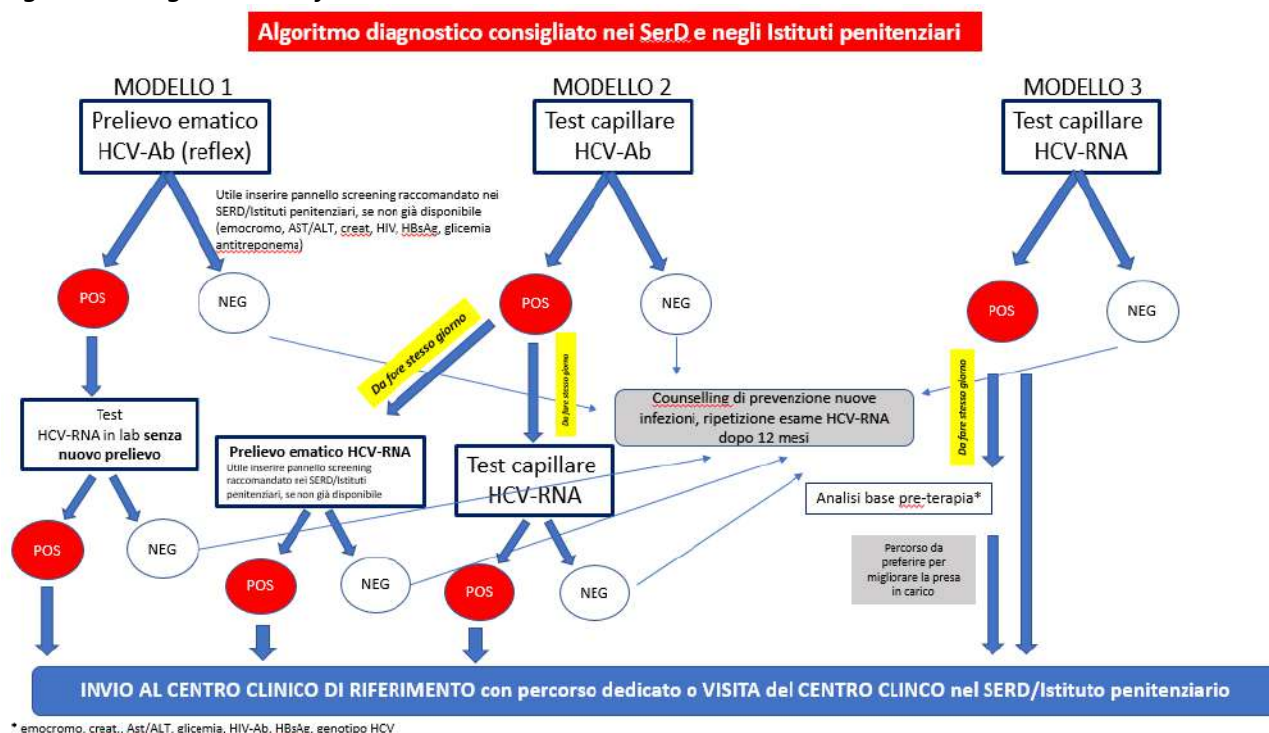 Algoritmo diagnostico consigliato nei SerD e negli Istituti penitenziari
MODELLO 1
Prelievo ematico
HCV-Ab (reflex)
MODELLO 2
Test capillare
HCV-Ab
MODELLO 3
Test capillare
HCV-RNA
Utile inserire pannello screening raccomandato nei
SERD/Istituti penitenziari, se non già disponibile
(emocromo, AST/ALT, creat, HIV, HBsAg, glicemia
antitreponema)
POS
NEG
POS
NEG
POS
NEG
Da fare stesso giorno
Da fare stesso giorno
Da fare stesso giorno
Counselling di prevenzione nuove
infezioni, ripetizione esame HCV-RNA
dopo 12 mesi
Test
HCV-RNA in lab senza
nuovo prelievo
Prelievo ematico HCV-RNA
Utile inserire pannello screening
raccomandato nei SERD/Istituti
penitenziari, se non già disponibile
Test capillare
HCV-RNA
Analisi base pre-terapia*
Percorso da
preferire per
migliorare la presa
in carico
POS
NEG
POS
NEG
POS
NEG
INVIO AL CENTRO CLINICO DI RIFERIMENTO con percorso dedicato o VISITA del CENTRO CLINCO nel SERD/Istituto penitenziario
* emocromo, creat., Ast/ALT, glicemia, HIV-Ab, HBsAg, genotipo HCV